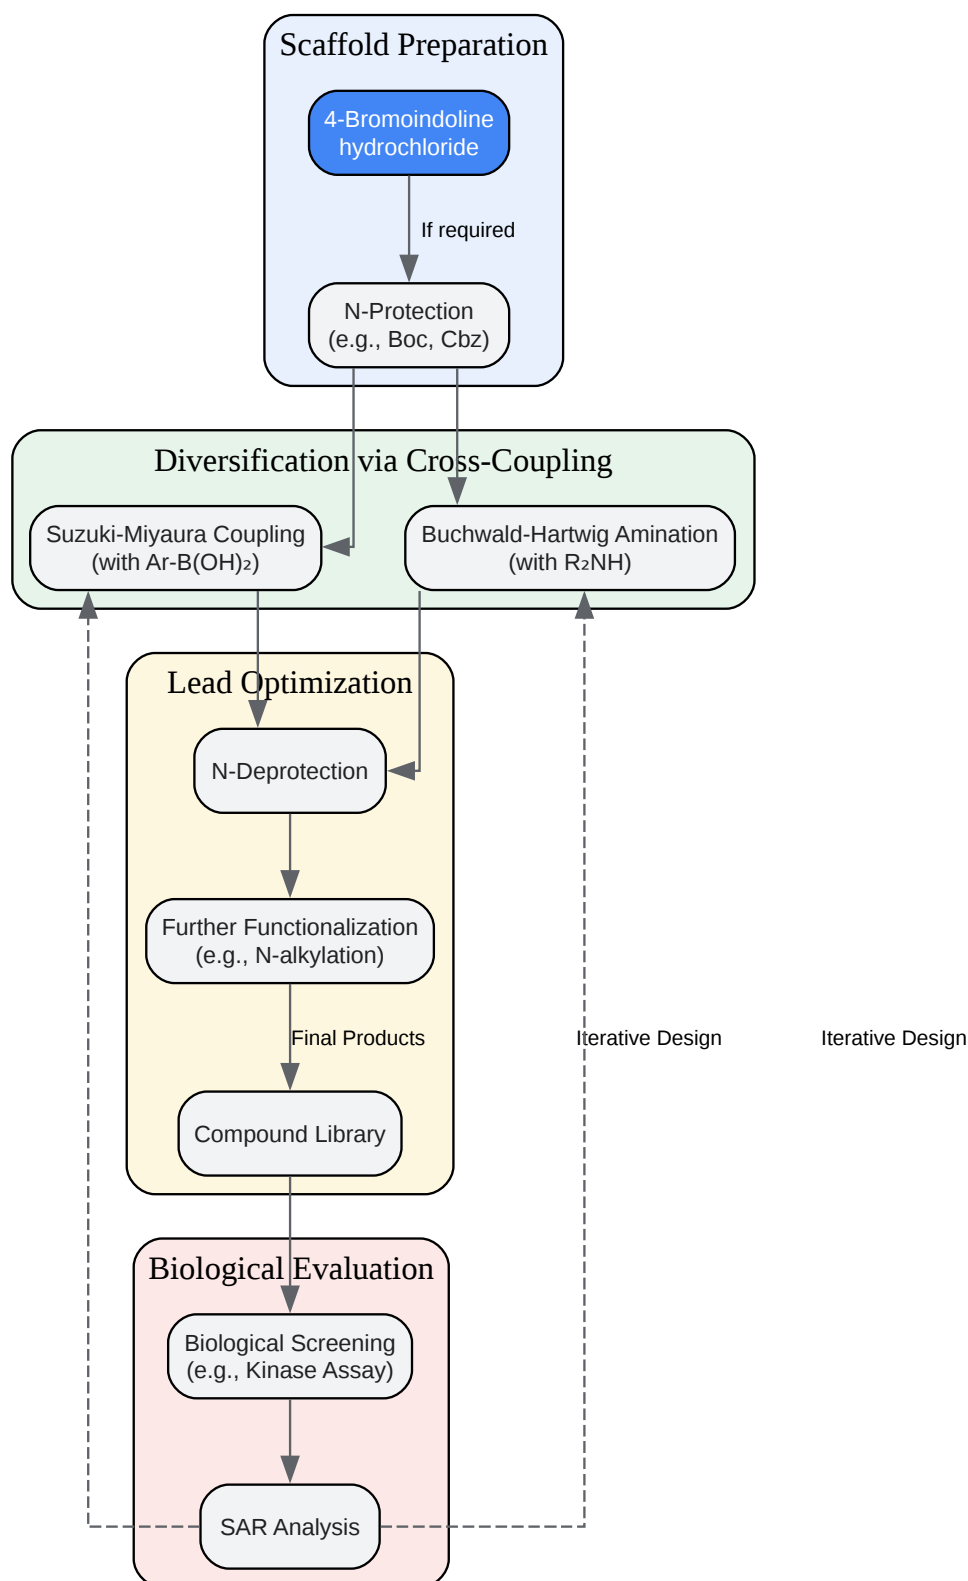 Scaffold Preparation
4-Bromoindoline
hydrochloride
If required
N-Protection
(e.g., Boc, Cbz)
Diversification via Cross-Coupling
Suzuki-Miyaura Coupling
(with Ar-B(OH)₂)
Buchwald-Hartwig Amination
(with R₂NH)
Lead Optimization
N-Deprotection
Further Functionalization
(e.g., N-alkylation)
Final Products
Iterative Design
Iterative Design
Compound Library
Biological Evaluation
Biological Screening
(e.g., Kinase Assay)
SAR Analysis